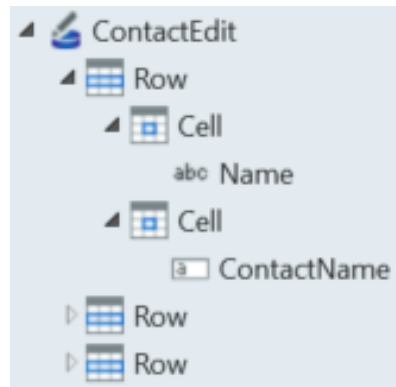 ContactEdit
Row
Cell
abc Name
Cell
a ContactName
Row
Row